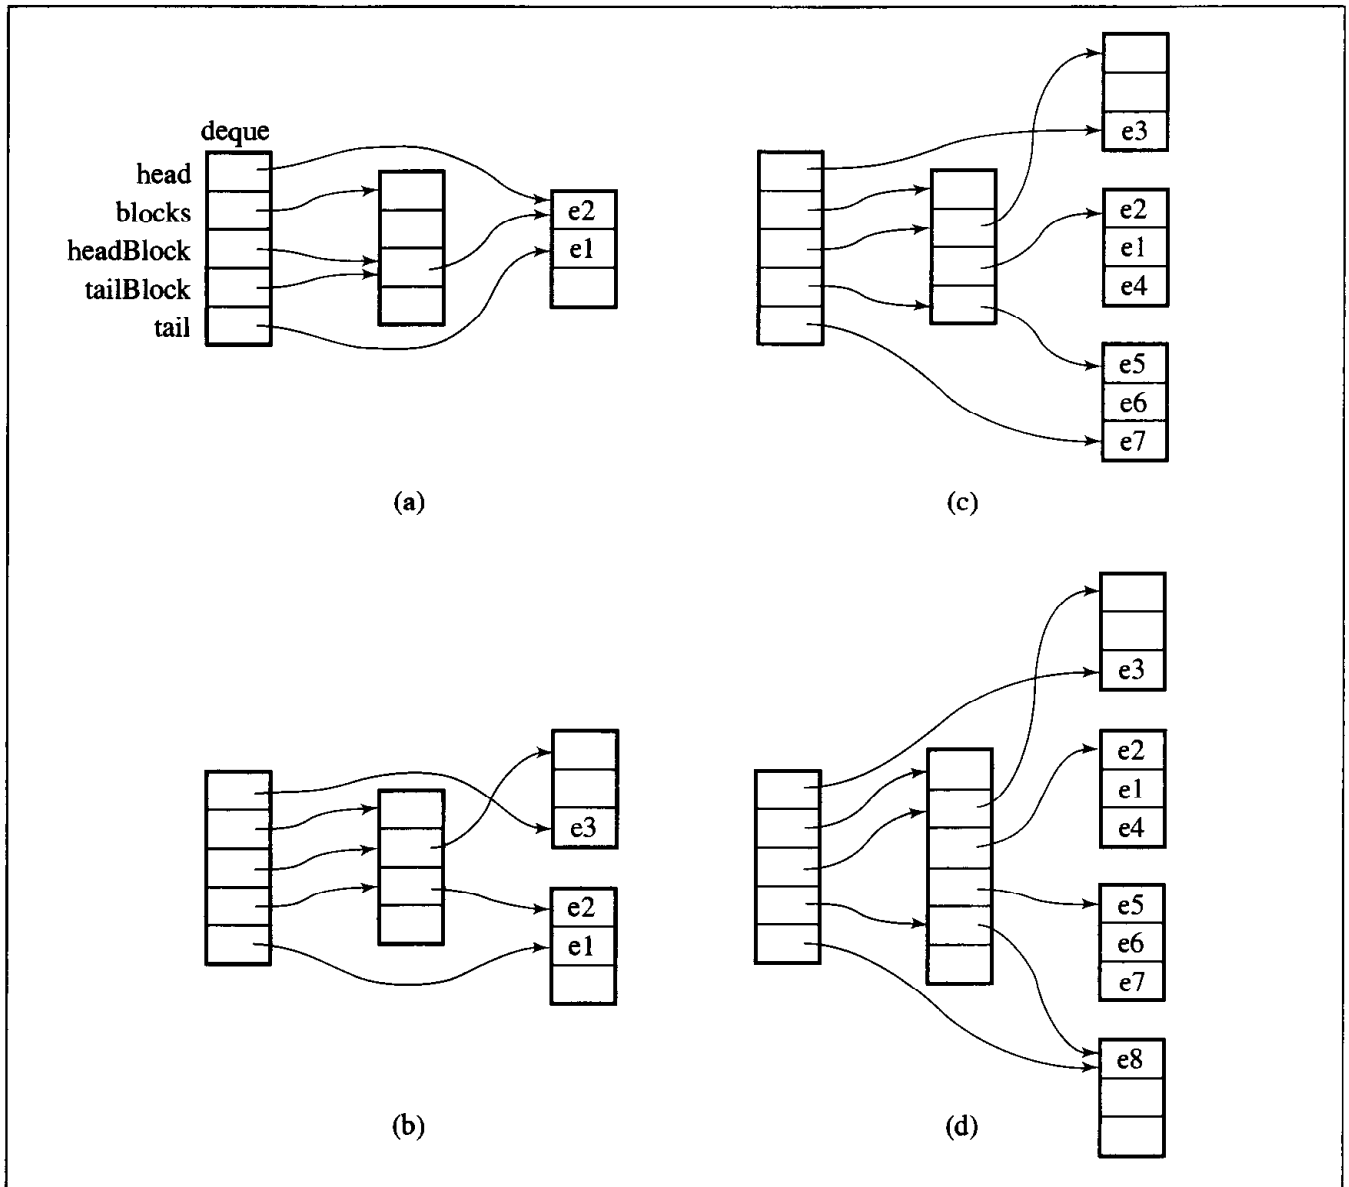 deque
head
blocks
headBlock
tailBlock
tail
e2
e1
(a)
e3
e2
e1
e4
e5
e6
e7
(c)
e3
e2
e1
(b)
e3
e2
e1
e4
e5
e6
e7
e8
(d)